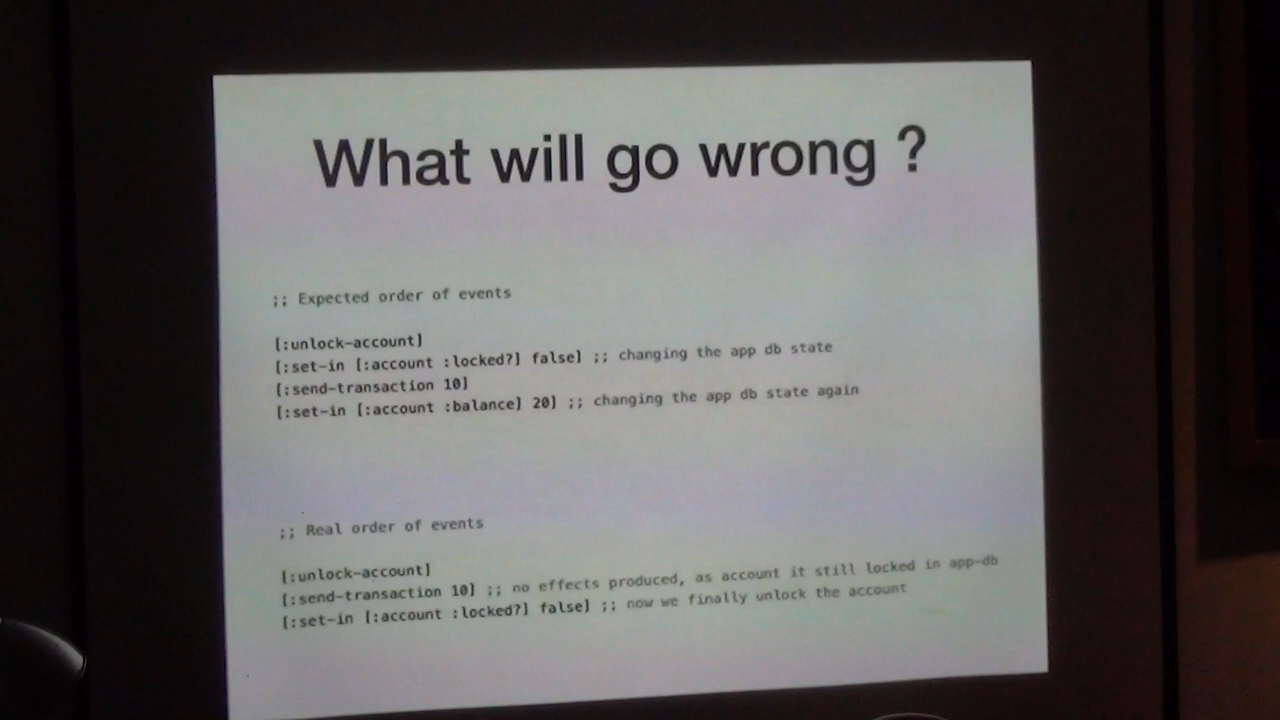 What will go wrong ?
;; Expected order of events
[:unlock-account]
[:set-in [:account :locked?] false] ;; changing the app db state
[:send-transaction 10]
[:set-in [:account :balance] 20] ;; changing the app db state again
;; Real order of events
[:unlock-account]
[:send-transaction 10] ;; no effects produced, as account it still locked in app-db
[:set-in [:account :locked?] false] ;; now we finally unlock the account